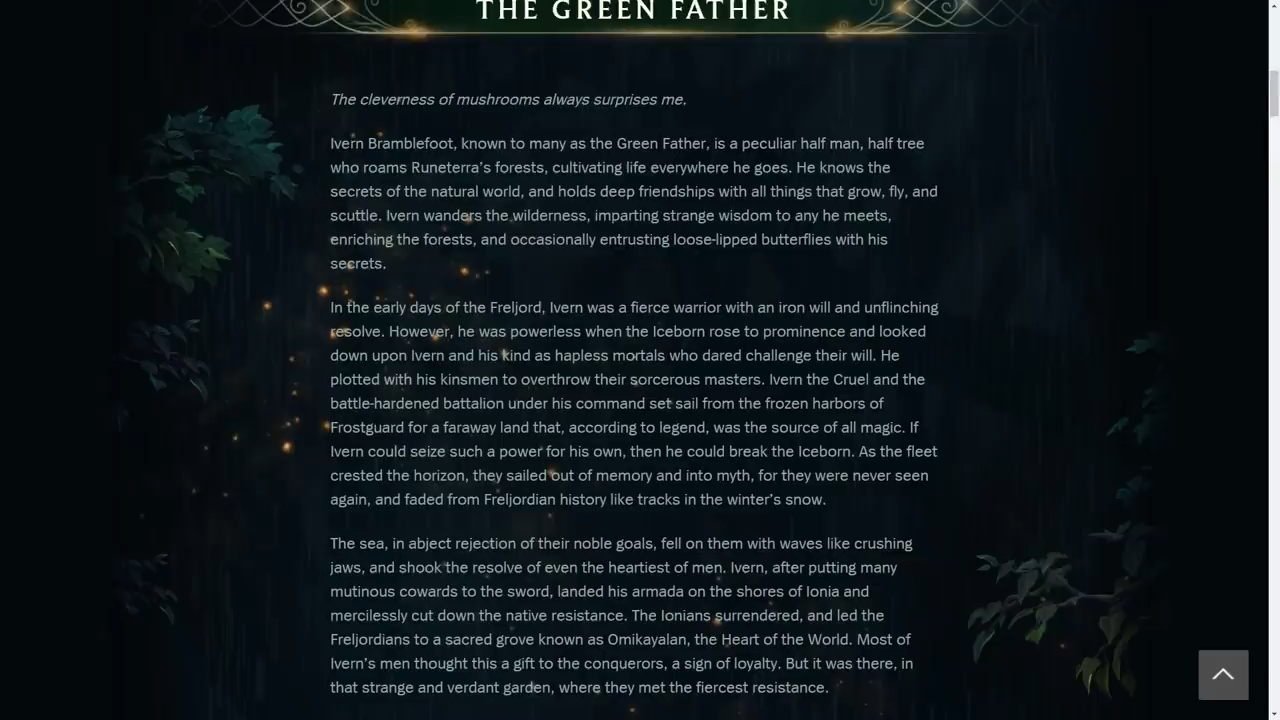 THE GREEN FATHER
The cleverness of mushrooms always surprises me.
Ivern Bramblefoot, known to many as the Green Father, is a peculiar half man, half tree
who roams Runeterra’s forests, cultivating life everywhere he goes. He knows the
secrets of the natural world, and holds deep friendships with all things that grow, fly, and
scuttle. Ivern wanders the wilderness, imparting strange wisdom to any he meets,
enriching the forests, and occasionally entrusting loose-lipped butterflies with his
secrets.
In the early days of the Freljord, Ivern was a fierce warrior with an iron will and unflinching
resolve. However, he was powerless when the Iceborn rose to prominence and looked
down upon Ivern and his kind as hapless mortals who dared challenge their will. He
plotted with his kinsmen to overthrow their sorcerous masters. Ivern the Cruel and the
battle-hardened battalion under his command set sail from the frozen harbors of
Frostguard for a faraway land that, according to legend, was the source of all magic. If
Ivern could seize such a power for his own, then he could break the Iceborn. As the fleet
crested the horizon, they sailed out of memory and into myth, for they were never seen
again, and faded from Freljordian history like tracks in the winter’s snow.
The sea, in abject rejection of their noble goals, fell on them with waves like crushing
jaws, and shook the resolve of even the heartiest of men. Ivern, after putting many
mutinous cowards to the sword, landed his armada on the shores of Ionia and
mercilessly cut down the native resistance. The Ionians surrendered, and led the
Freljordians to a sacred grove known as Omikayalan, the Heart of the World. Most of
Ivern’s men thought this a gift to the conquerors, a sign of loyalty. But it was there, in
that strange and verdant garden, where they met the fiercest resistance.